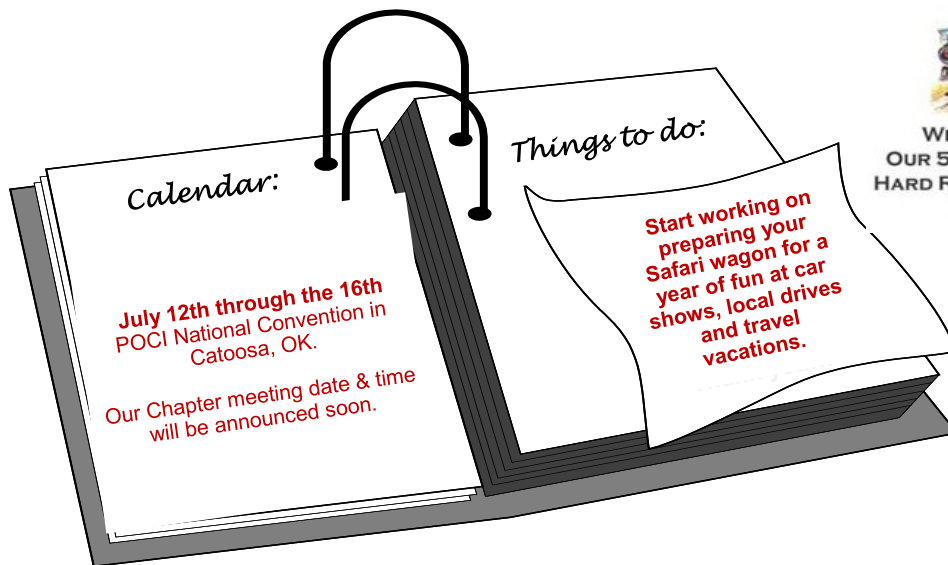 Calendar:
July 12th through the 16th
POCI National Convention in
Catoosa, OK.
Our Chapter meeting date & time
will be announced soon.
Things to do:
Start working on
preparing your
Safari wagon for a
year of fun at car
shows, local drives
and travel
vacations.
OUR
HARD